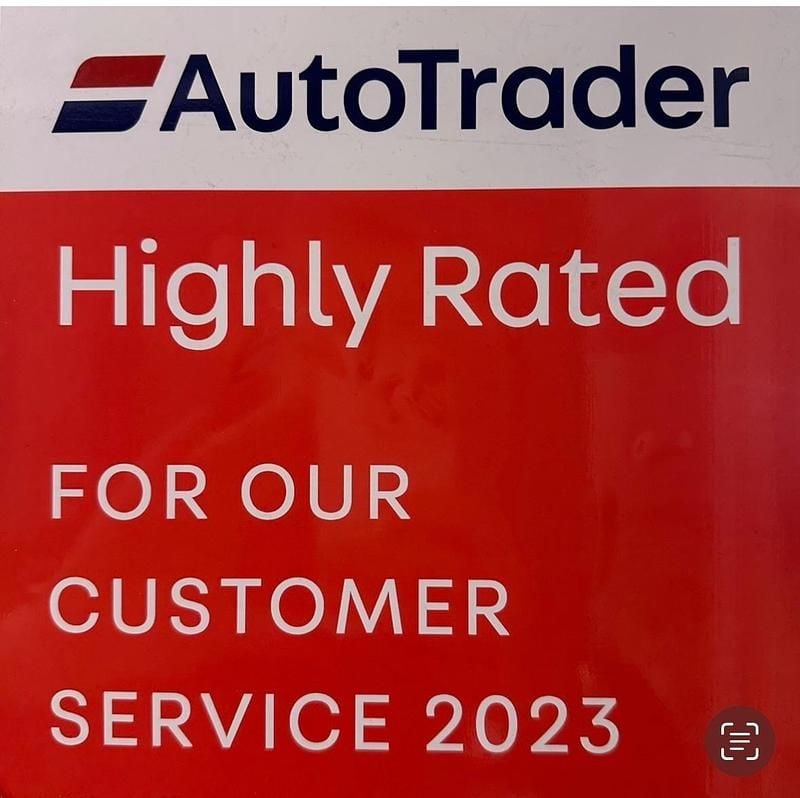 AutoTrader
Highly Rated
FOR OUR
CUSTOMER
SERVICE 2023